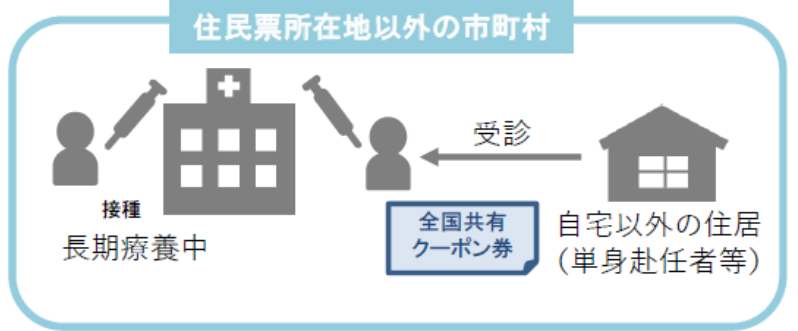 住民票所在地以外の市町村
受診
接種
長期療養中
全国共有
クーポン券
自宅以外の住居
（単身赴任者等）